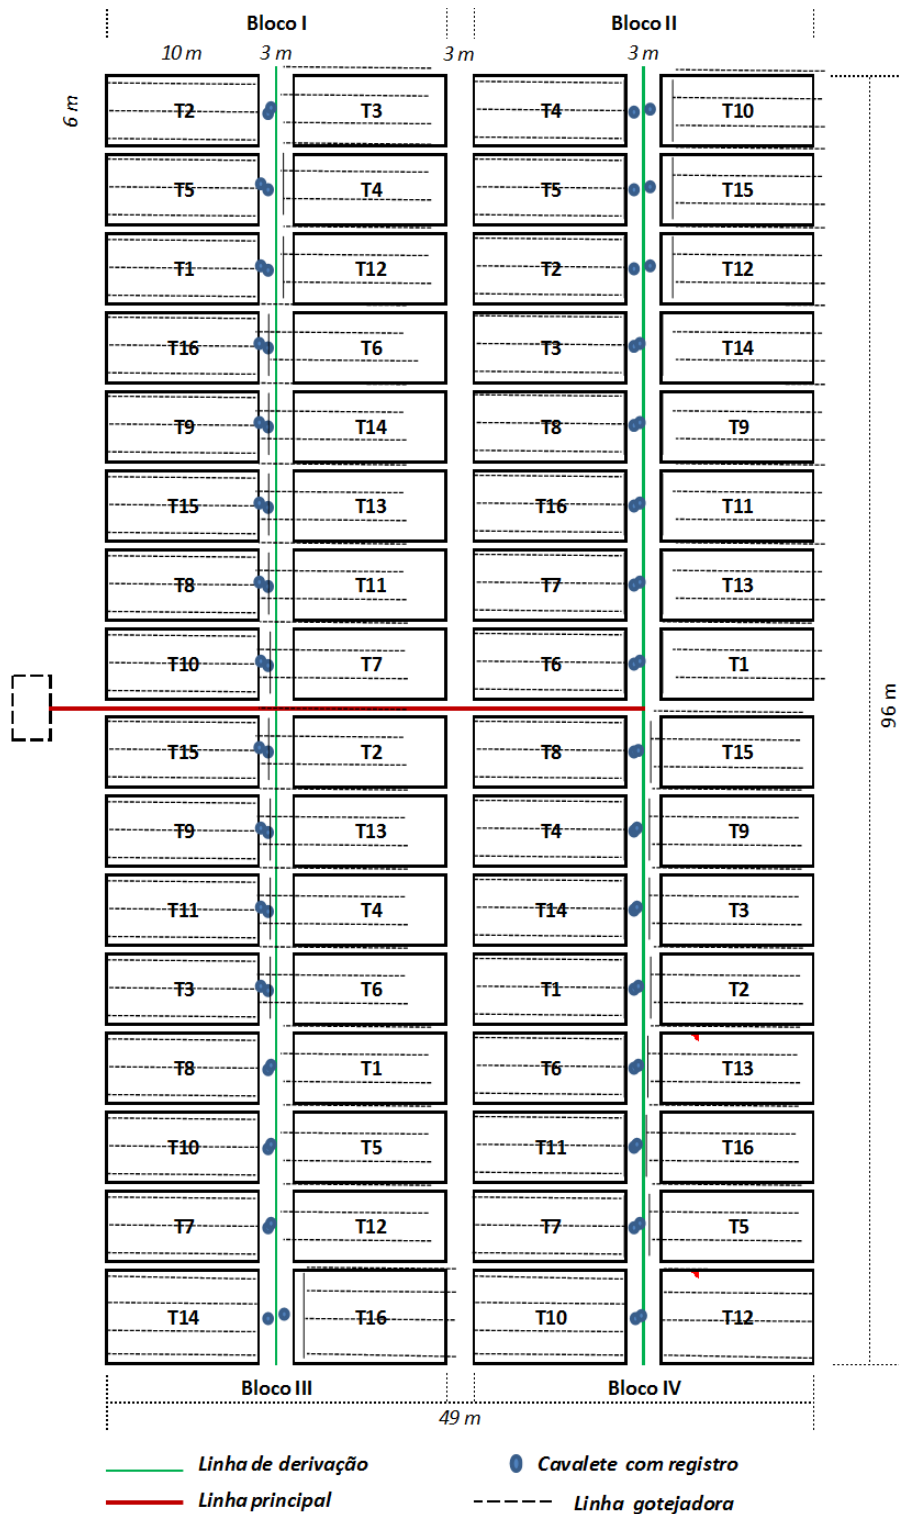 Bloco I Bloco II
10 m 3 m 3 m 3 m
6 m
T2 T3 T4 T10
T5 T4 T5 T15
T1 T12 T2 T12
T16 T6 T3 T14
T9 T14 T8 T9
T15 T13 T16 T11
T8 T11 T7 T13
T10 T7 T6 T1
96 m
T15 T2 T8 T15
T9 T13 T4 T9
T11 T4 T14 T3
T3 T6 T1 T2
T8 T1 T6 T13
T10 T5 T11 T16
T7 T12 T7 T5
T14 T16 T10 T12
Bloco III Bloco IV
49 m
Linha de derivação Cavalete com registro
Linha principal Linha gotejadora